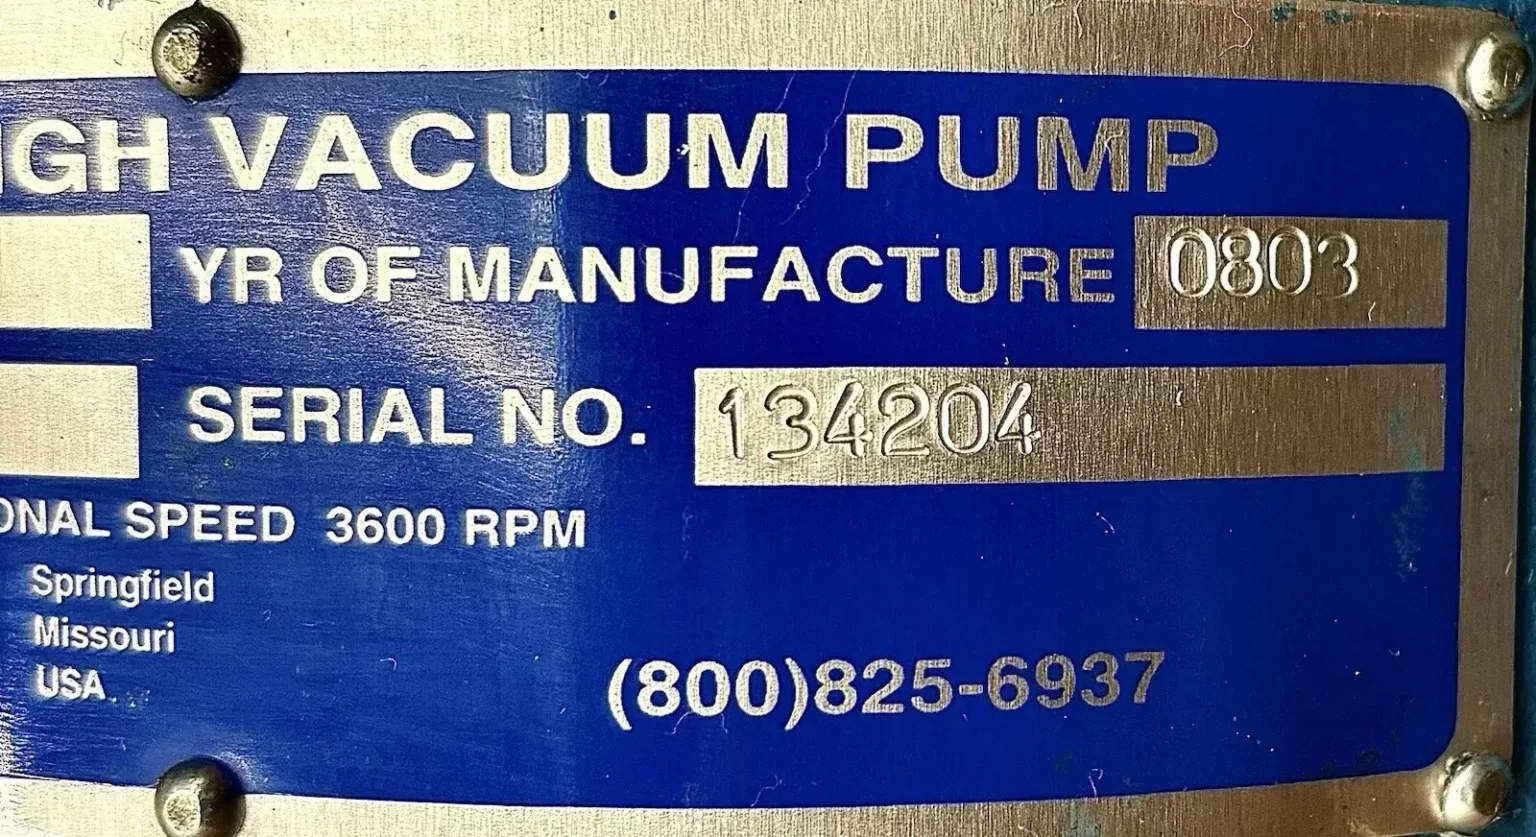 IGH VACUUM PUMP
YR OF MANUFACTURE 0803
SERIAL NO. 134204
ONAL SPEED 3600 RPM
Springfield
Missouri
USA
(800)825-6937